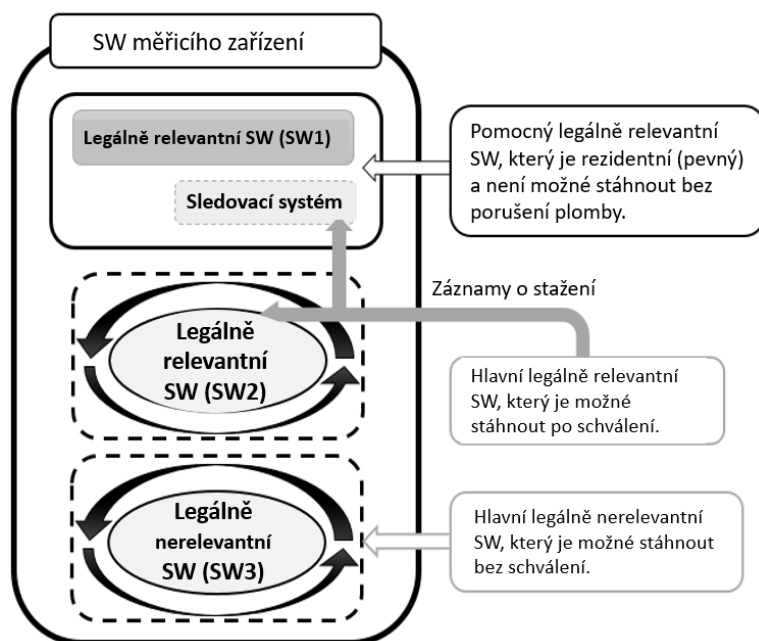 SW měřicího zařízení
Legálně relevantní SW (SW1)
Sledovací systém
Pomocný legálně relevantní
SW, který je rezidentní (pevný)
a není možné stáhnout bez
porušení plomby.
Záznamy o stažení
Legálně
relevantní
SW (SW2)
Hlavní legálně relevantní
SW, který je možné
stáhnout po schválení.
Legálně
nerelevantní
SW (SW3)
Hlavní legálně nerelevantní
SW, který je možné stáhnout
bez schválení.